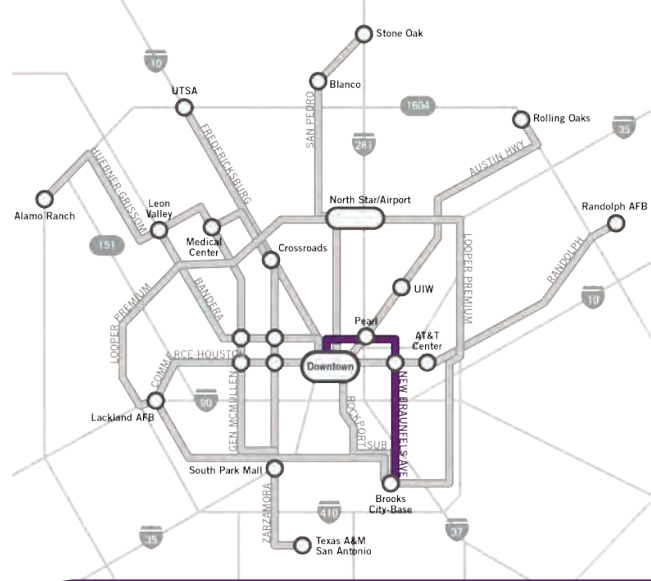 Stone Oak
10
Blanco
UTSA
1604
SAN PEDRO
FREDERICKSBURG
Rolling Oaks
35
281
AUSTIN HWY
HUEBNER-GRISSOM
Leon
Valley
North Star/Airport
Randolph AFB
Alamo Ranch
Medical
Center
151
Crossroads
LOOPER PREMIUM
RANDOLPH
BANDERA
UIW
10
LOOPER PREMIUM
Pearl
AT&T
Center
COMMERCE-HOUSTON
Downtown
GEN MCMULLEN
90
ROCKPORT
NEW BRAUNFELS AVE
Lackland AFB
SUB
South Park Mall
Brooks
City-Base
ZARZAMORA
410
37
35
Texas A&M
San Antonio